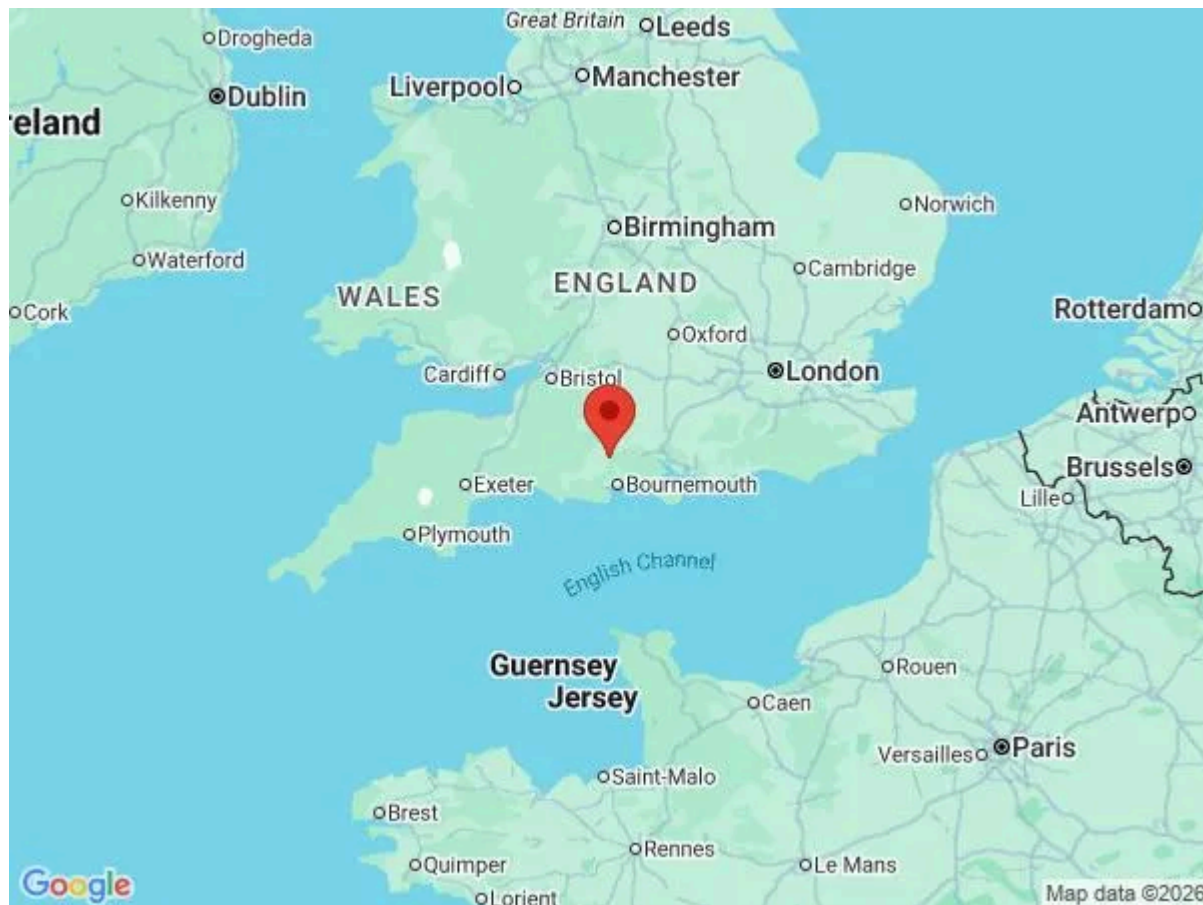 Great Britain
Leeds
Drogheda
Manchester
Liverpool
Dublin
reland
Kilkenny
Norwich
Birmingham
Waterford
Cambridge
ENGLAND
WALES
Cork
Rotterdam
Oxford
London
Cardiff
Bristol
Antwerp
Brussels
Exeter
Bournemouth
Lille
Plymouth
English Channel
Guernsey
Rouen
Jersey
Caen
Paris
Versailles
Saint-Malo
Brest
Rennes
Quimper
Le Mans
Google
Lorient
Map data ©2026